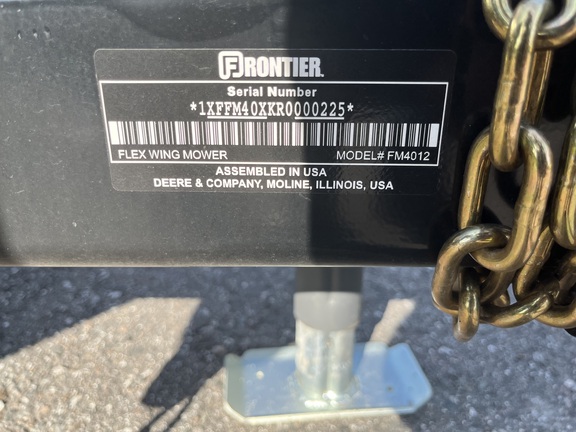 FRONTIER
Serial Number
*1XFFM40XKR0000225*
FLEX WING MOWER MODEL# FM4012
ASSEMBLED IN USA
DEERE & COMPANY, MOLINE, ILLINOIS, USA